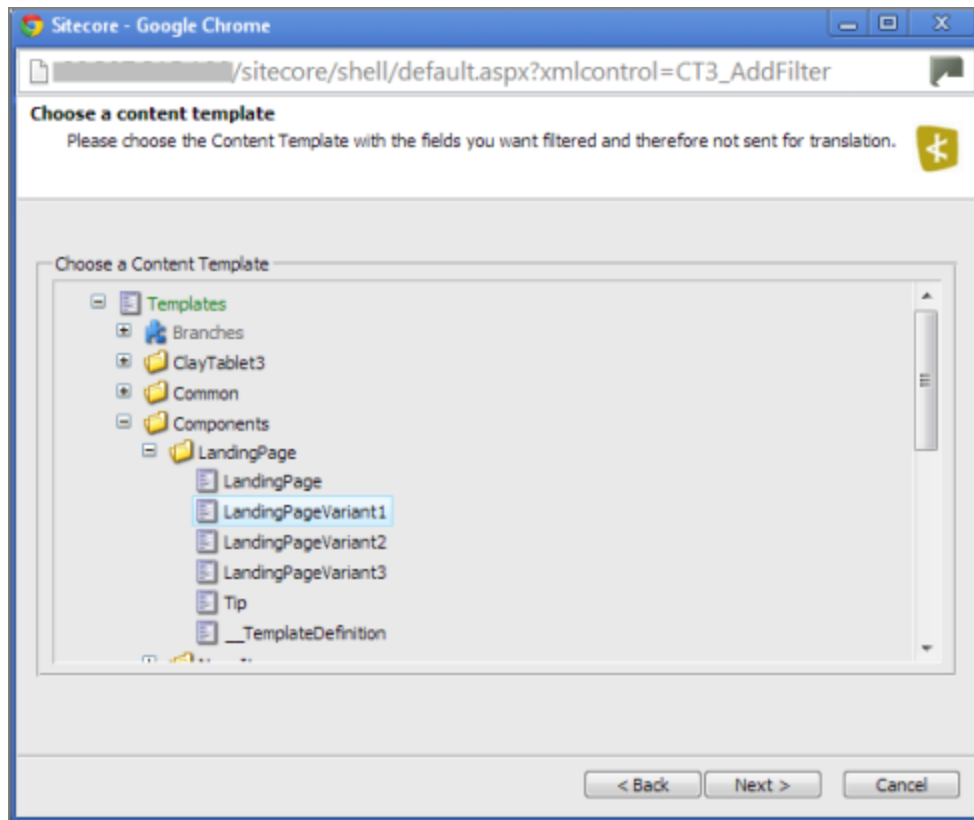 Sitecore - Google Chrome
/sitecore/shell/default.aspx?xmlcontrol=CT3_AddFilter
Choose a content template
Please choose the Content Template with the fields you want filtered and therefore not sent for translation.
Choose a Content Template
Templates
Branches
ClayTablet3
Common
Components
LandingPage
LandingPage
LandingPageVariant1
LandingPageVariant2
LandingPageVariant3
Tip
__TemplateDefinition
< Back Next > Cancel